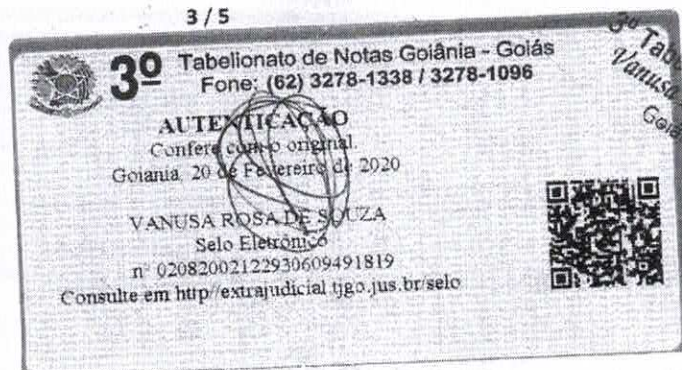 3 / 5
3º Tabelionato de Notas Goiânia - Goiás
Fone: (62) 3278-1338 / 3278-1096
AUTENTICAÇÃO
Confere com o original.
Goiania, 20 de Fevereiro de 2020
VANUSA ROSA DE SOUZA
Selo Eletrônico
nº 02082002122930609491819
Consulte em http//extrajudicial.tjgo.jus.br/selo
3º
Vanusa